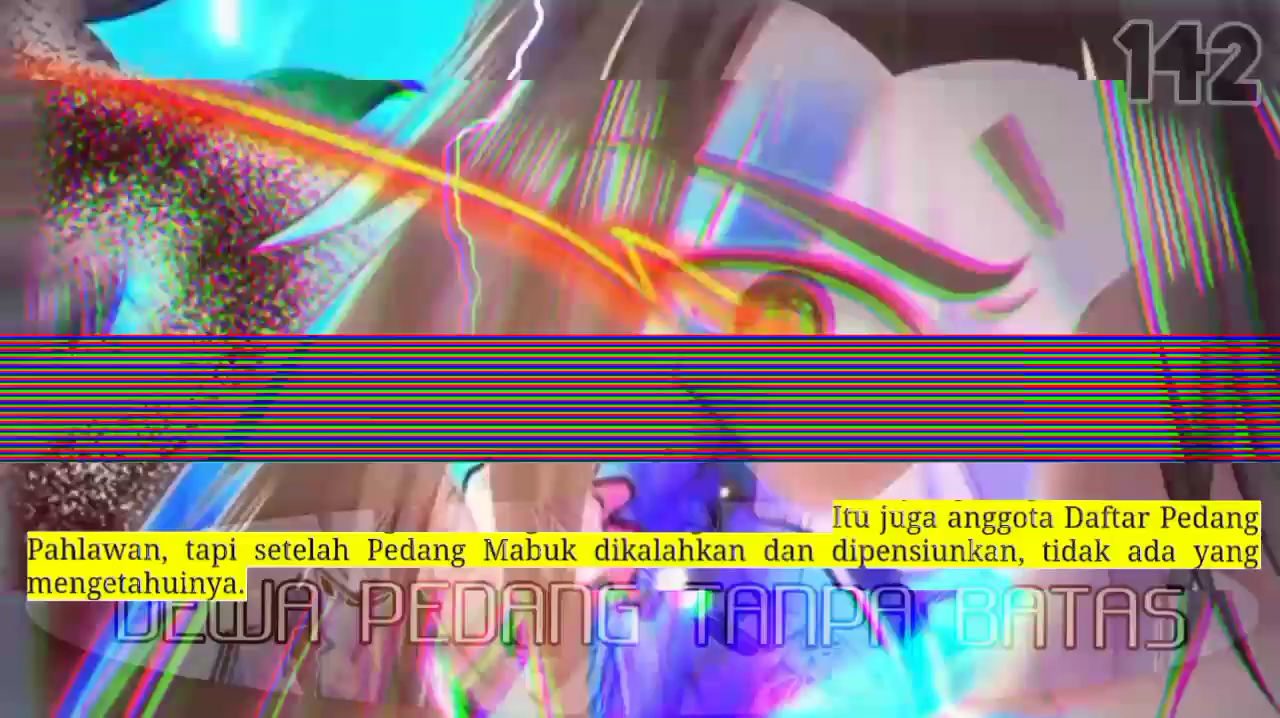 142
Itu juga anggota Daftar Pedang
Pahlawan, tapi setelah Pedang Mabuk dikalahkan dan dipensiunkan, tidak ada yang
mengetahuinya.
DEWA PEDANG TANPA BATAS